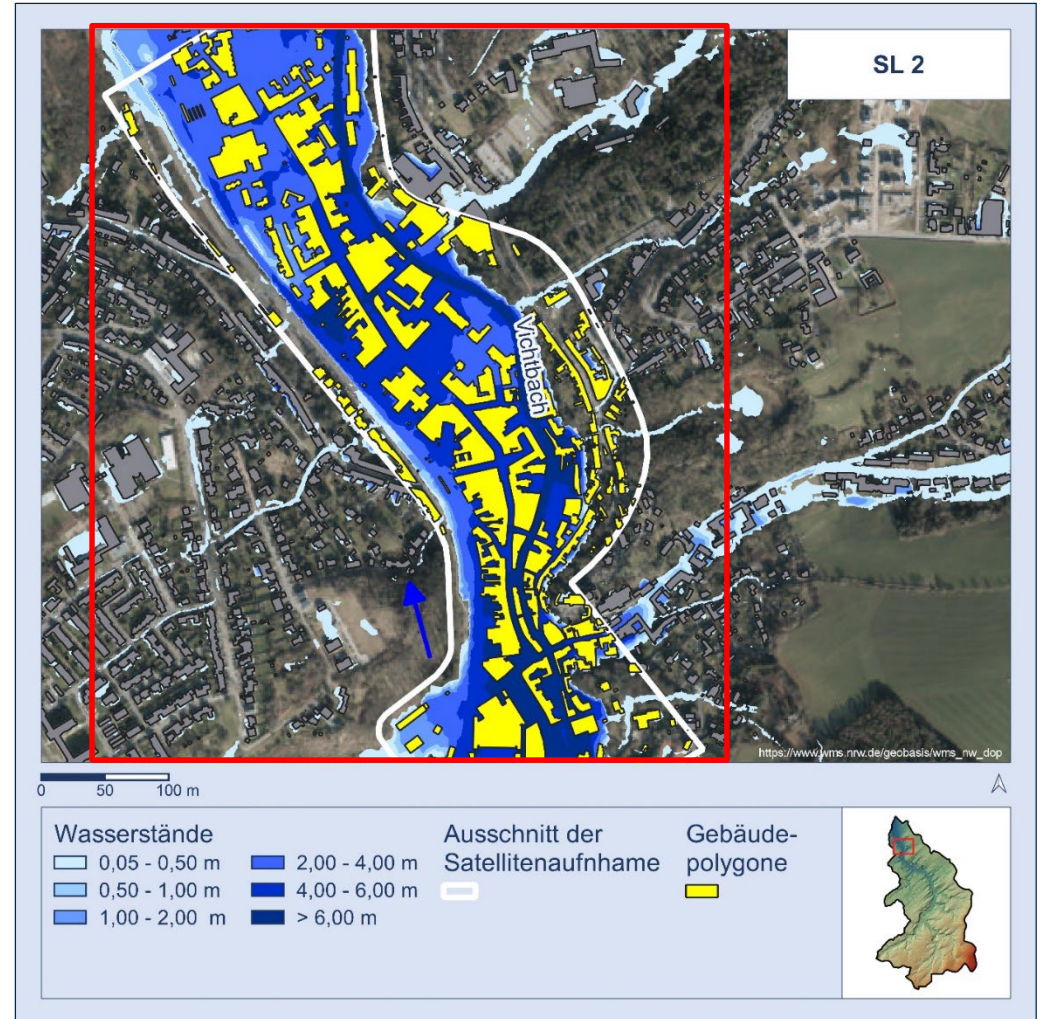 SL 2
Vichtbach
https://www.wms.nrw.de/geobasis/wms_nw_dop
0 50 100 m
Wasserstände
0,05 - 0,50 m
0,50 - 1,00 m
1,00 - 2,00 m
2,00 - 4,00 m
4,00 - 6,00 m
> 6,00 m
Ausschnitt der
Satellitenaufnhame
Gebäude-
polygone